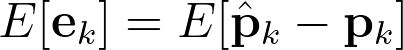 E[𝐞ₖ] = E[𝐩̂ₖ − 𝐩ₖ]